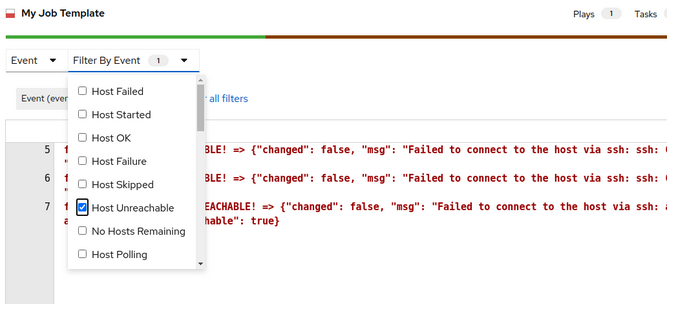 My Job Template
Plays 1 Tasks
Event Filter By Event 1
Event (even all filters
Host Failed
Host Started
Host OK
Host Failure
Host Skipped
Host Unreachable
No Hosts Remaining
Host Polling
5 f BLE! => {"changed": false, "msg": "Failed to connect to the host via ssh: ssh:
"
6 f BLE! => {"changed": false, "msg": "Failed to connect to the host via ssh: ssh:
"
7 f EACHABLE! => {"changed": false, "msg": "Failed to connect to the host via ssh: a
a hable": true}